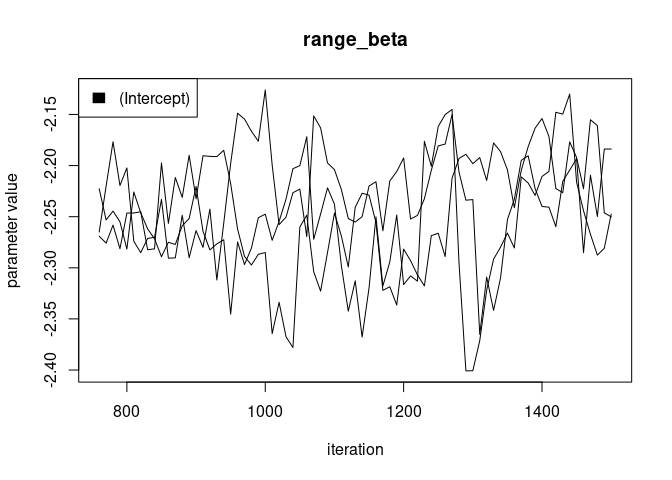 range_beta
(Intercept)
parameter value
-2.15
-2.20
-2.25
-2.30
-2.35
-2.40
800 1000 1200 1400
iteration